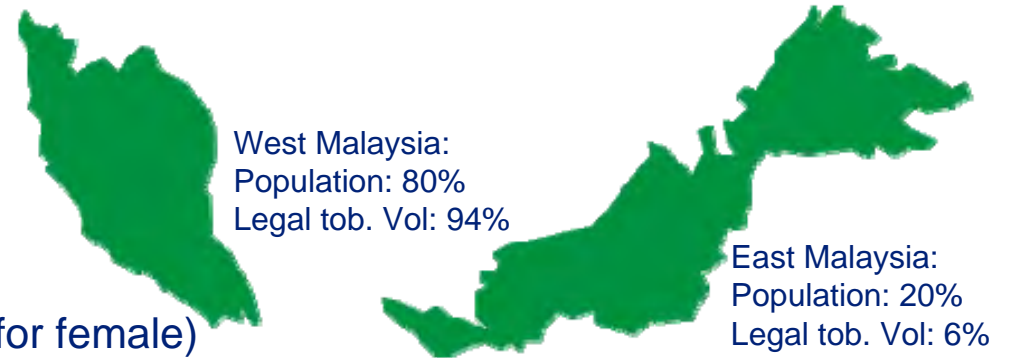 West Malaysia:
Population: 80%
Legal tob. Vol: 94%
East Malaysia:
Population: 20%
Legal tob. Vol: 6%
for female)